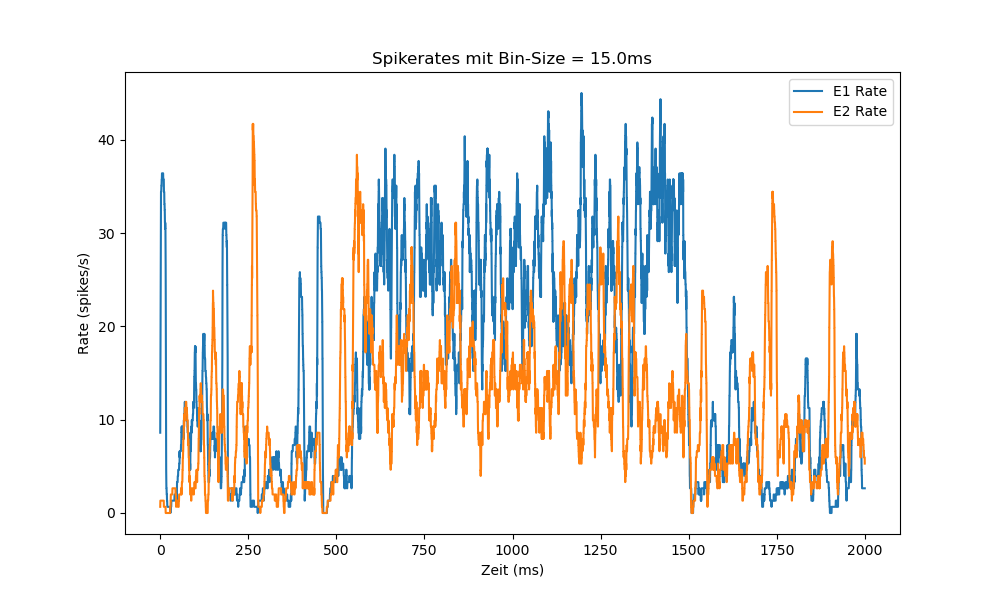 Spikerates mit Bin-Size = 15.0ms
E1 Rate
E2 Rate
Rate (spikes/s)
40
30
20
10
0
0 250 500 750 1000 1250 1500 1750 2000
Zeit (ms)